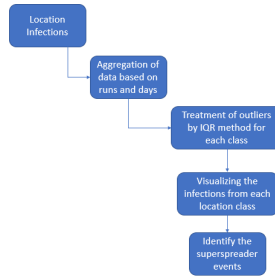 Location
Infections
Aggregation of
data based on
runs and days
Treatment of outliers
by IQR method for
each class
Visualizing the
infections from each
location class
Identify the
superspreader
events